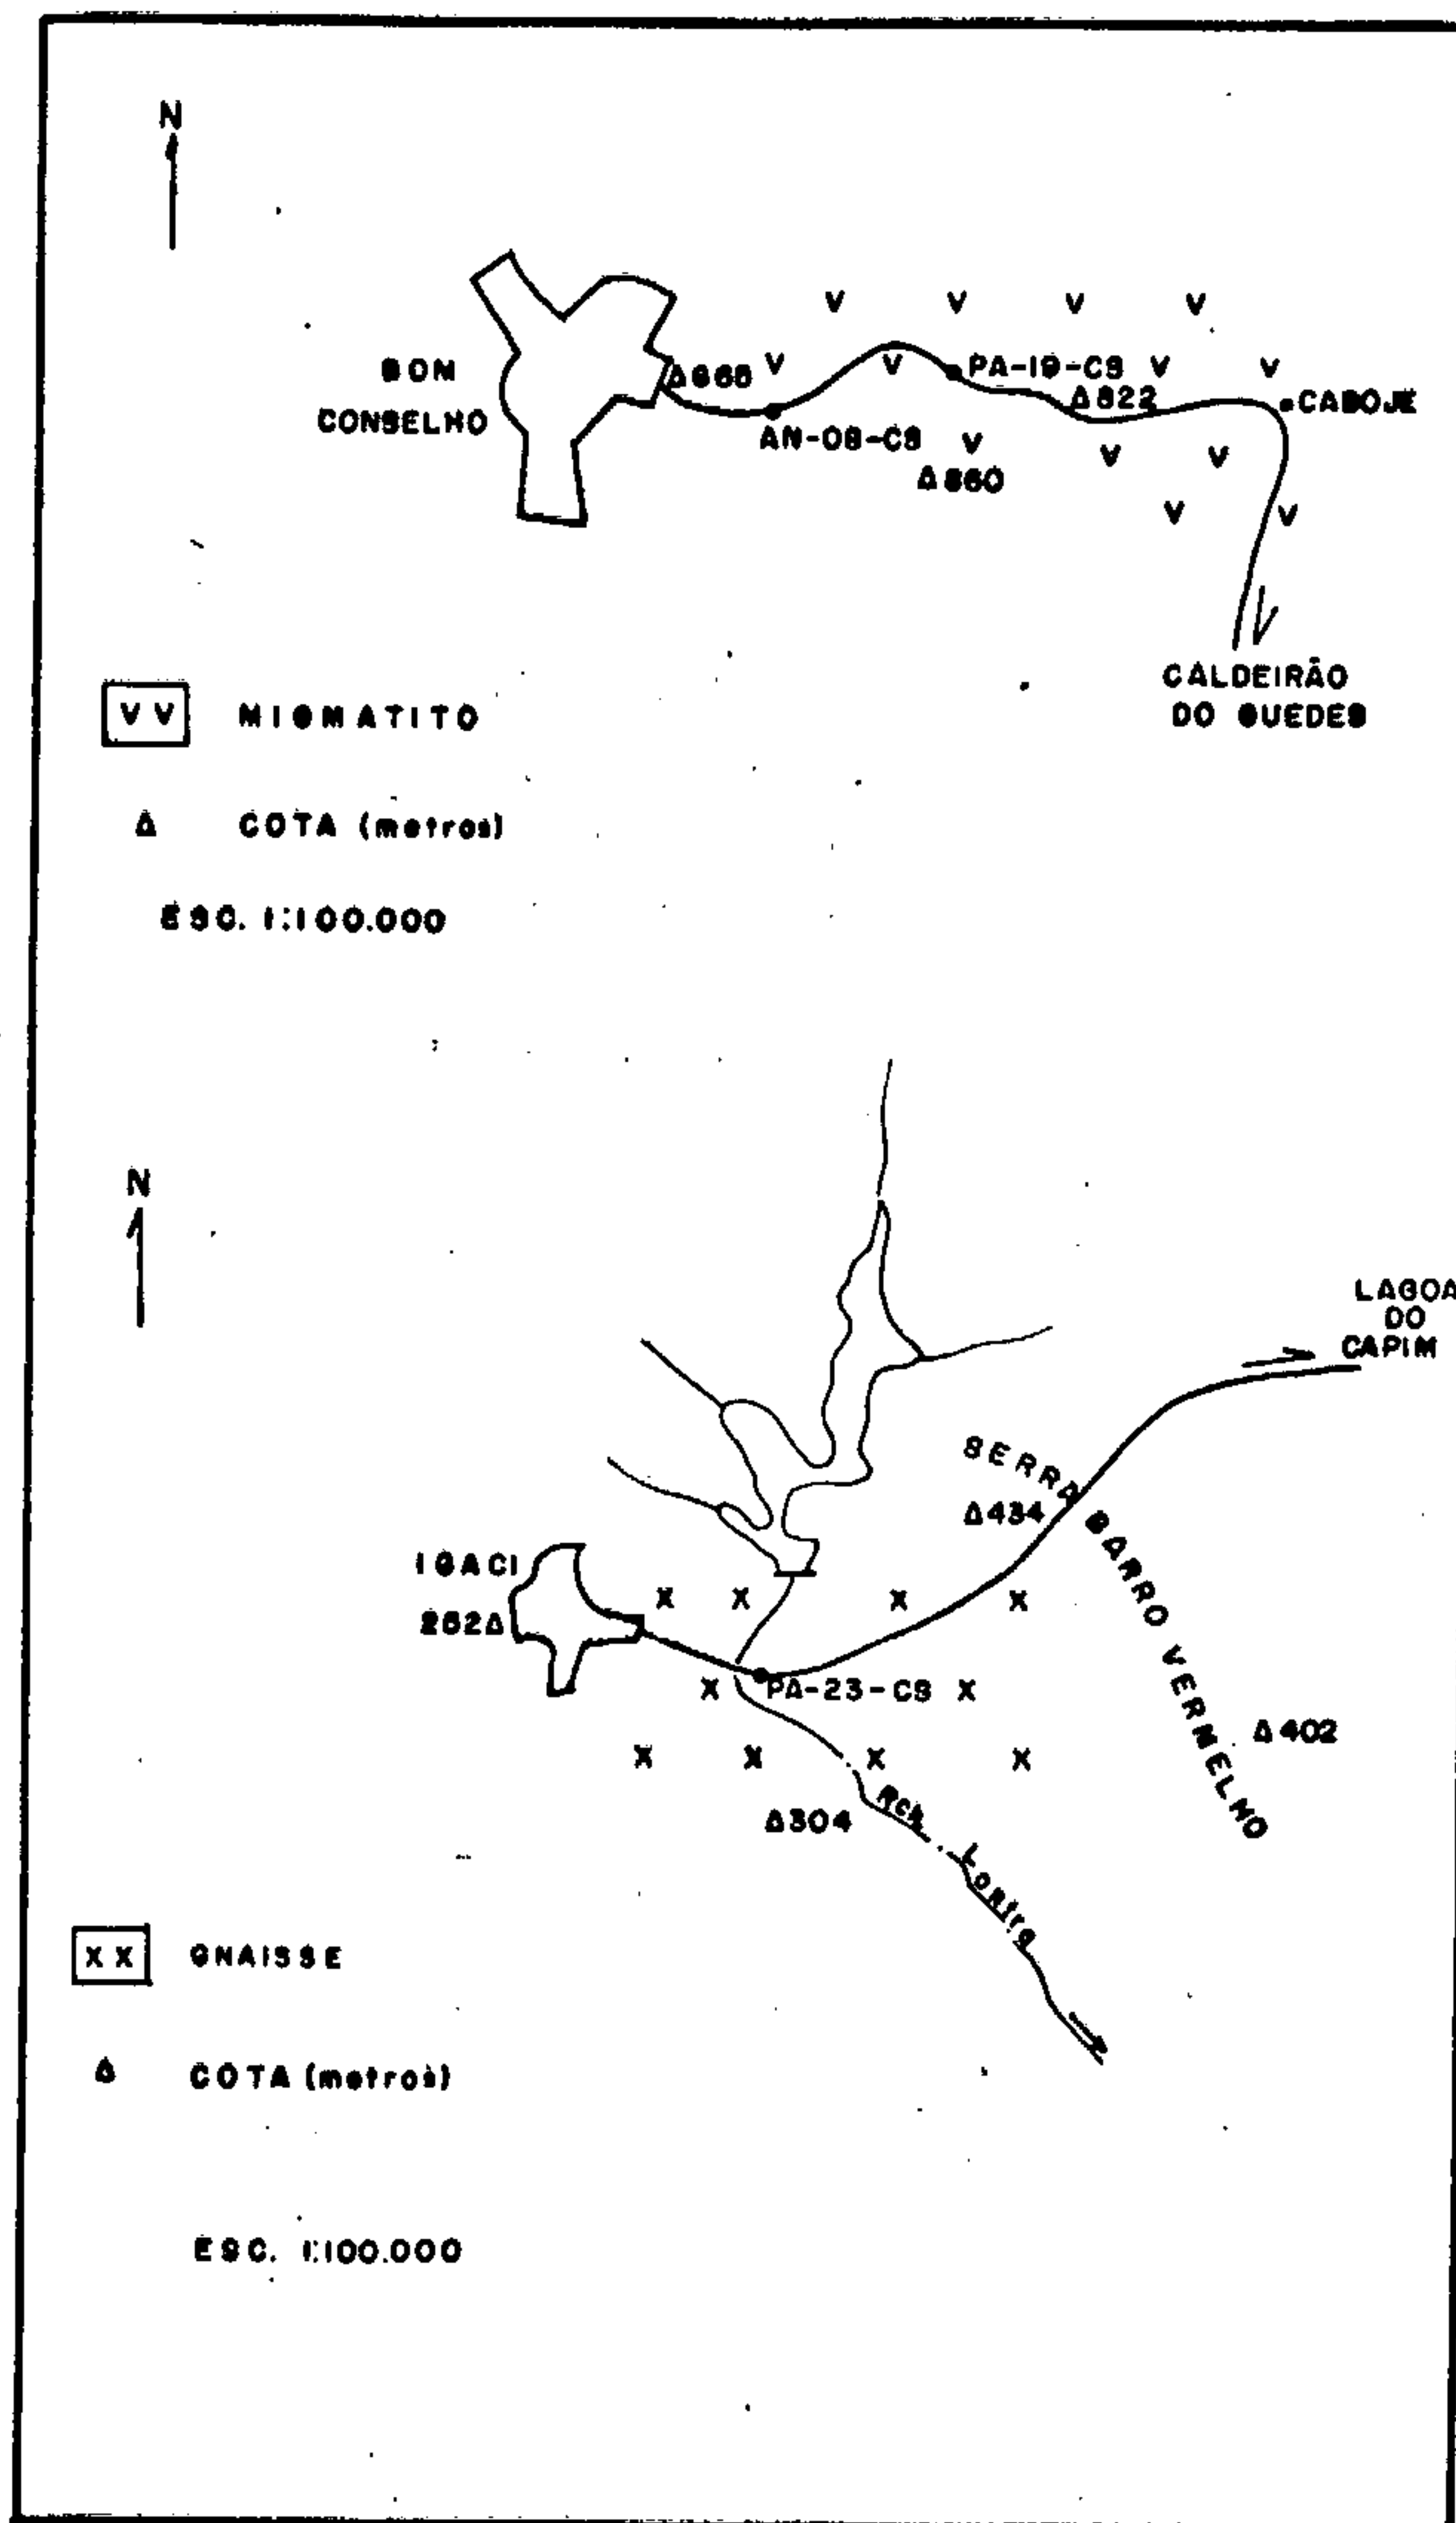 N
BOM
CONSELHO
V V V V
Δ665 V V PA-19-CS V V
Δ822 CABOJE
AN-08-CS V V V
Δ860
V V
CALDEIRÃO
DO GUEDES
V V MIGMATITO
Δ COTA (metros)
ESC. 1:100.000
N
LAGOA
DO
CAPIM
SERRA BARRO VERMELHO
Δ434
IGACI
X X X X
262Δ
X PA-23-CS X
Δ402
X X X X
Δ304
Rch. Lontra
X X GNAISSE
Δ COTA (metros)
ESC. 1:100.000